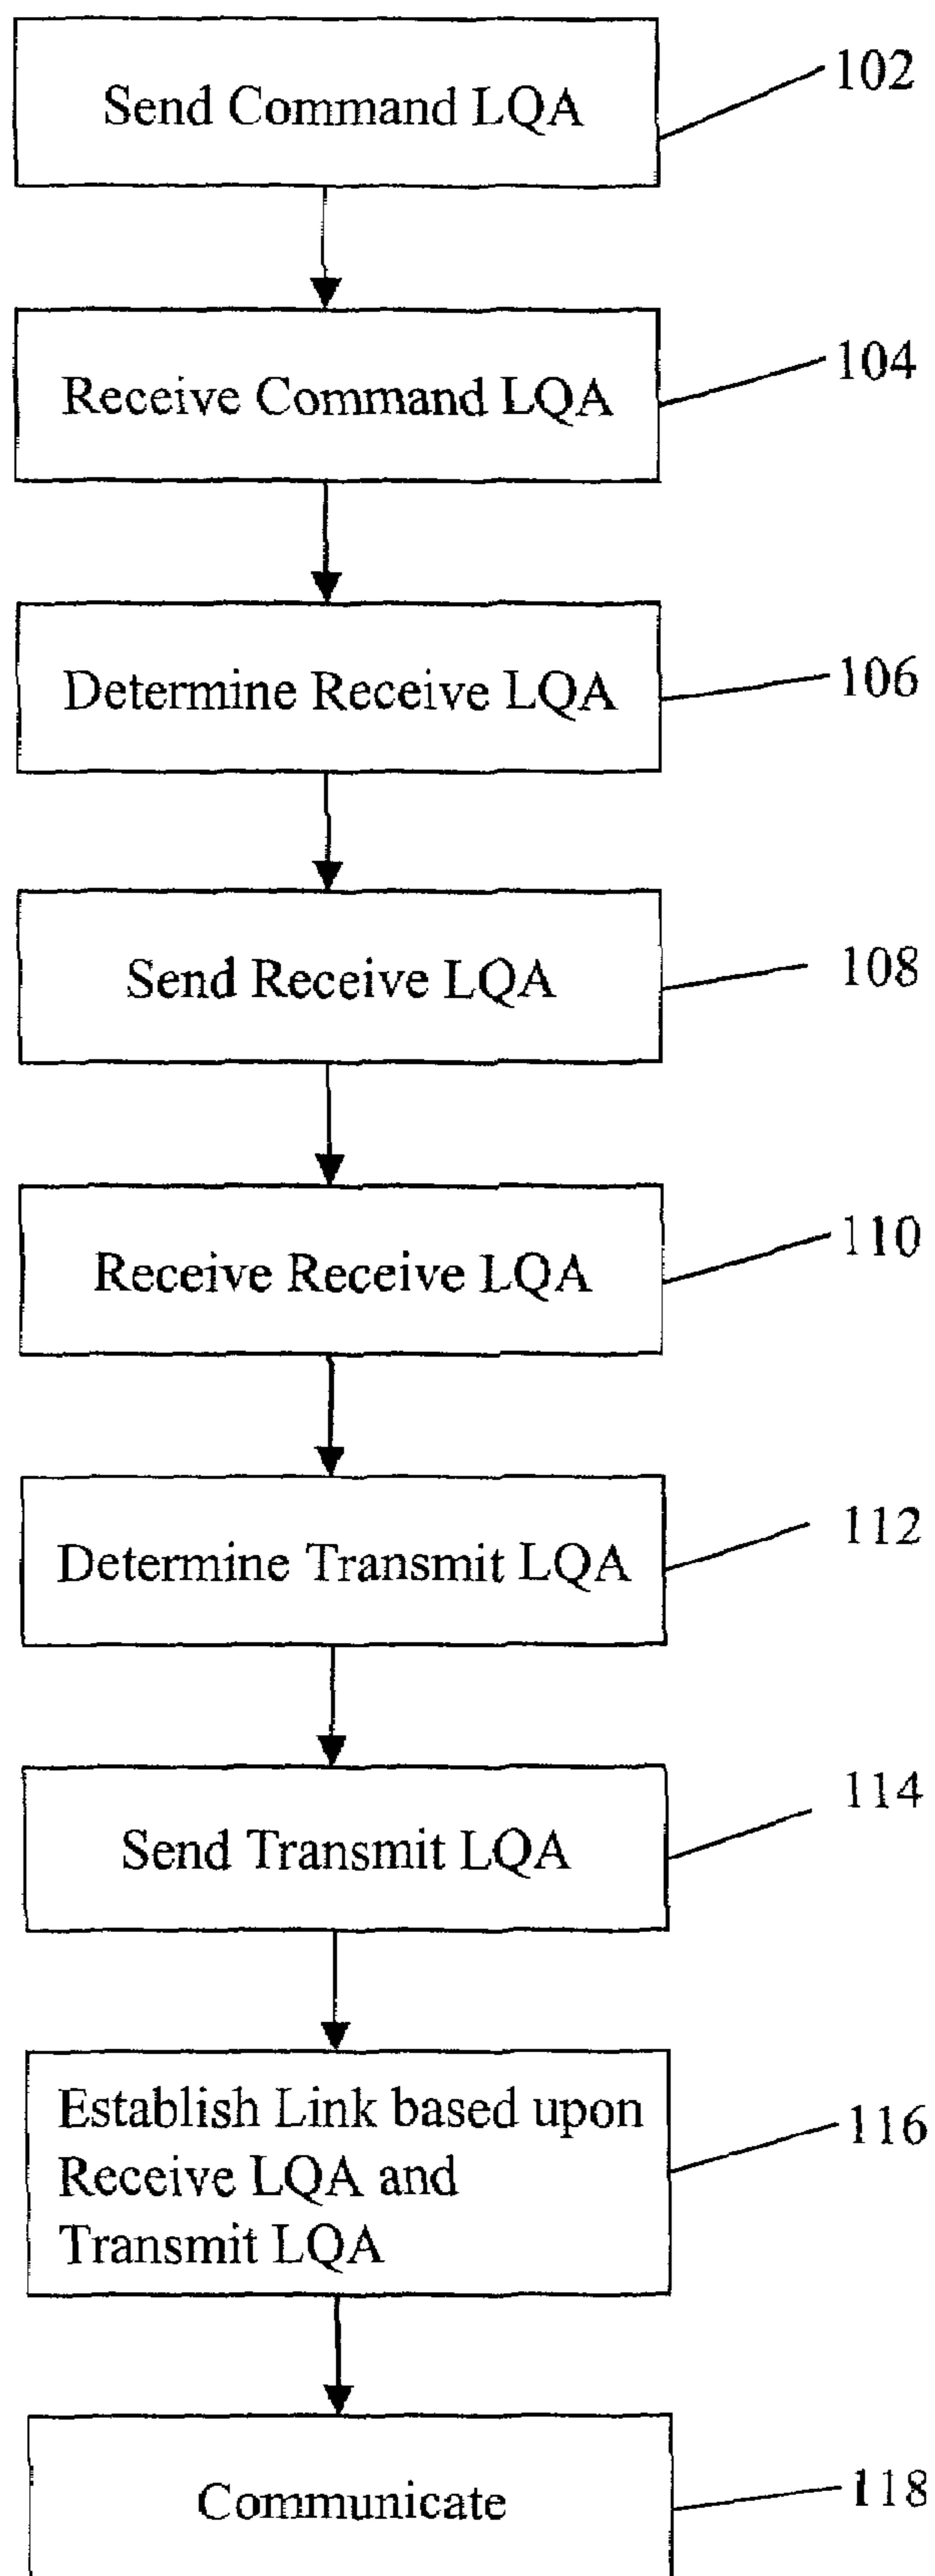 Send Command LQA
102
Receive Command LQA
104
Determine Receive LQA
106
Send Receive LQA
108
Receive Receive LQA
110
Determine Transmit LQA
112
Send Transmit LQA
114
Establish Link based upon
Receive LQA and
Transmit LQA
116
Communicate
118